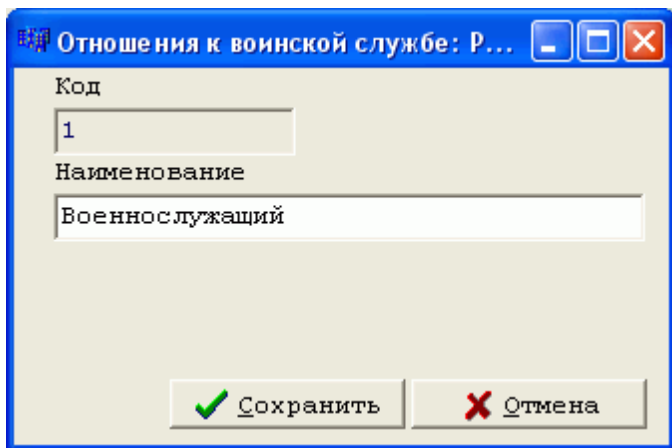 Отношения к воинской службе: Р...
Код
1
Наименование
Военнослужащий
Сохранить
Отмена